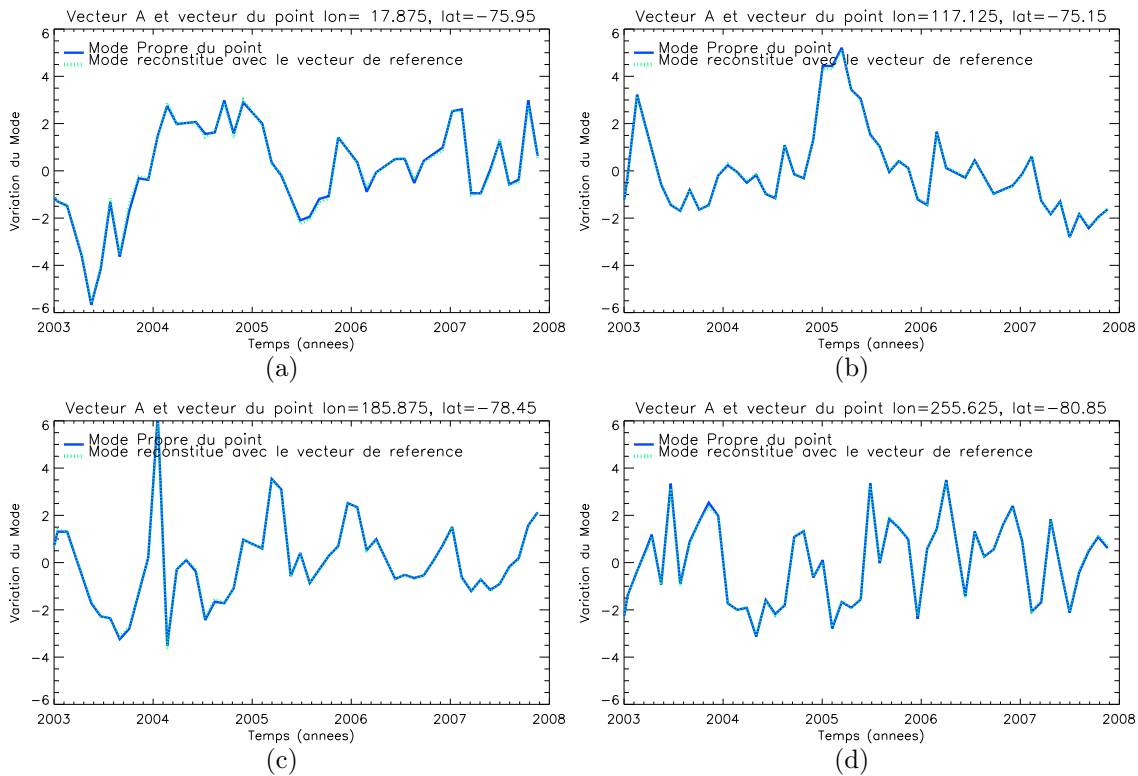 Vecteur A et vecteur du point lon= 17.875, lat=-75.95
Mode Propre du point
Mode reconstitue avec le vecteur de reference
Variation du Mode
6
4
2
0
-2
-4
-6
2003 2004 2005 2006 2007 2008
Temps (annees)
(a)
Vecteur A et vecteur du point lon=117.125, lat=-75.15
Mode Propre du point
Mode reconstitue avec le vecteur de reference
Variation du Mode
6
4
2
0
-2
-4
-6
2003 2004 2005 2006 2007 2008
Temps (annees)
(b)
Vecteur A et vecteur du point lon=185.875, lat=-78.45
Mode Propre du point
Mode reconstitue avec le vecteur de reference
Variation du Mode
6
4
2
0
-2
-4
-6
2003 2004 2005 2006 2007 2008
Temps (annees)
(c)
Vecteur A et vecteur du point lon=255.625, lat=-80.85
Mode Propre du point
Mode reconstitue avec le vecteur de reference
Variation du Mode
6
4
2
0
-2
-4
-6
2003 2004 2005 2006 2007 2008
Temps (annees)
(d)